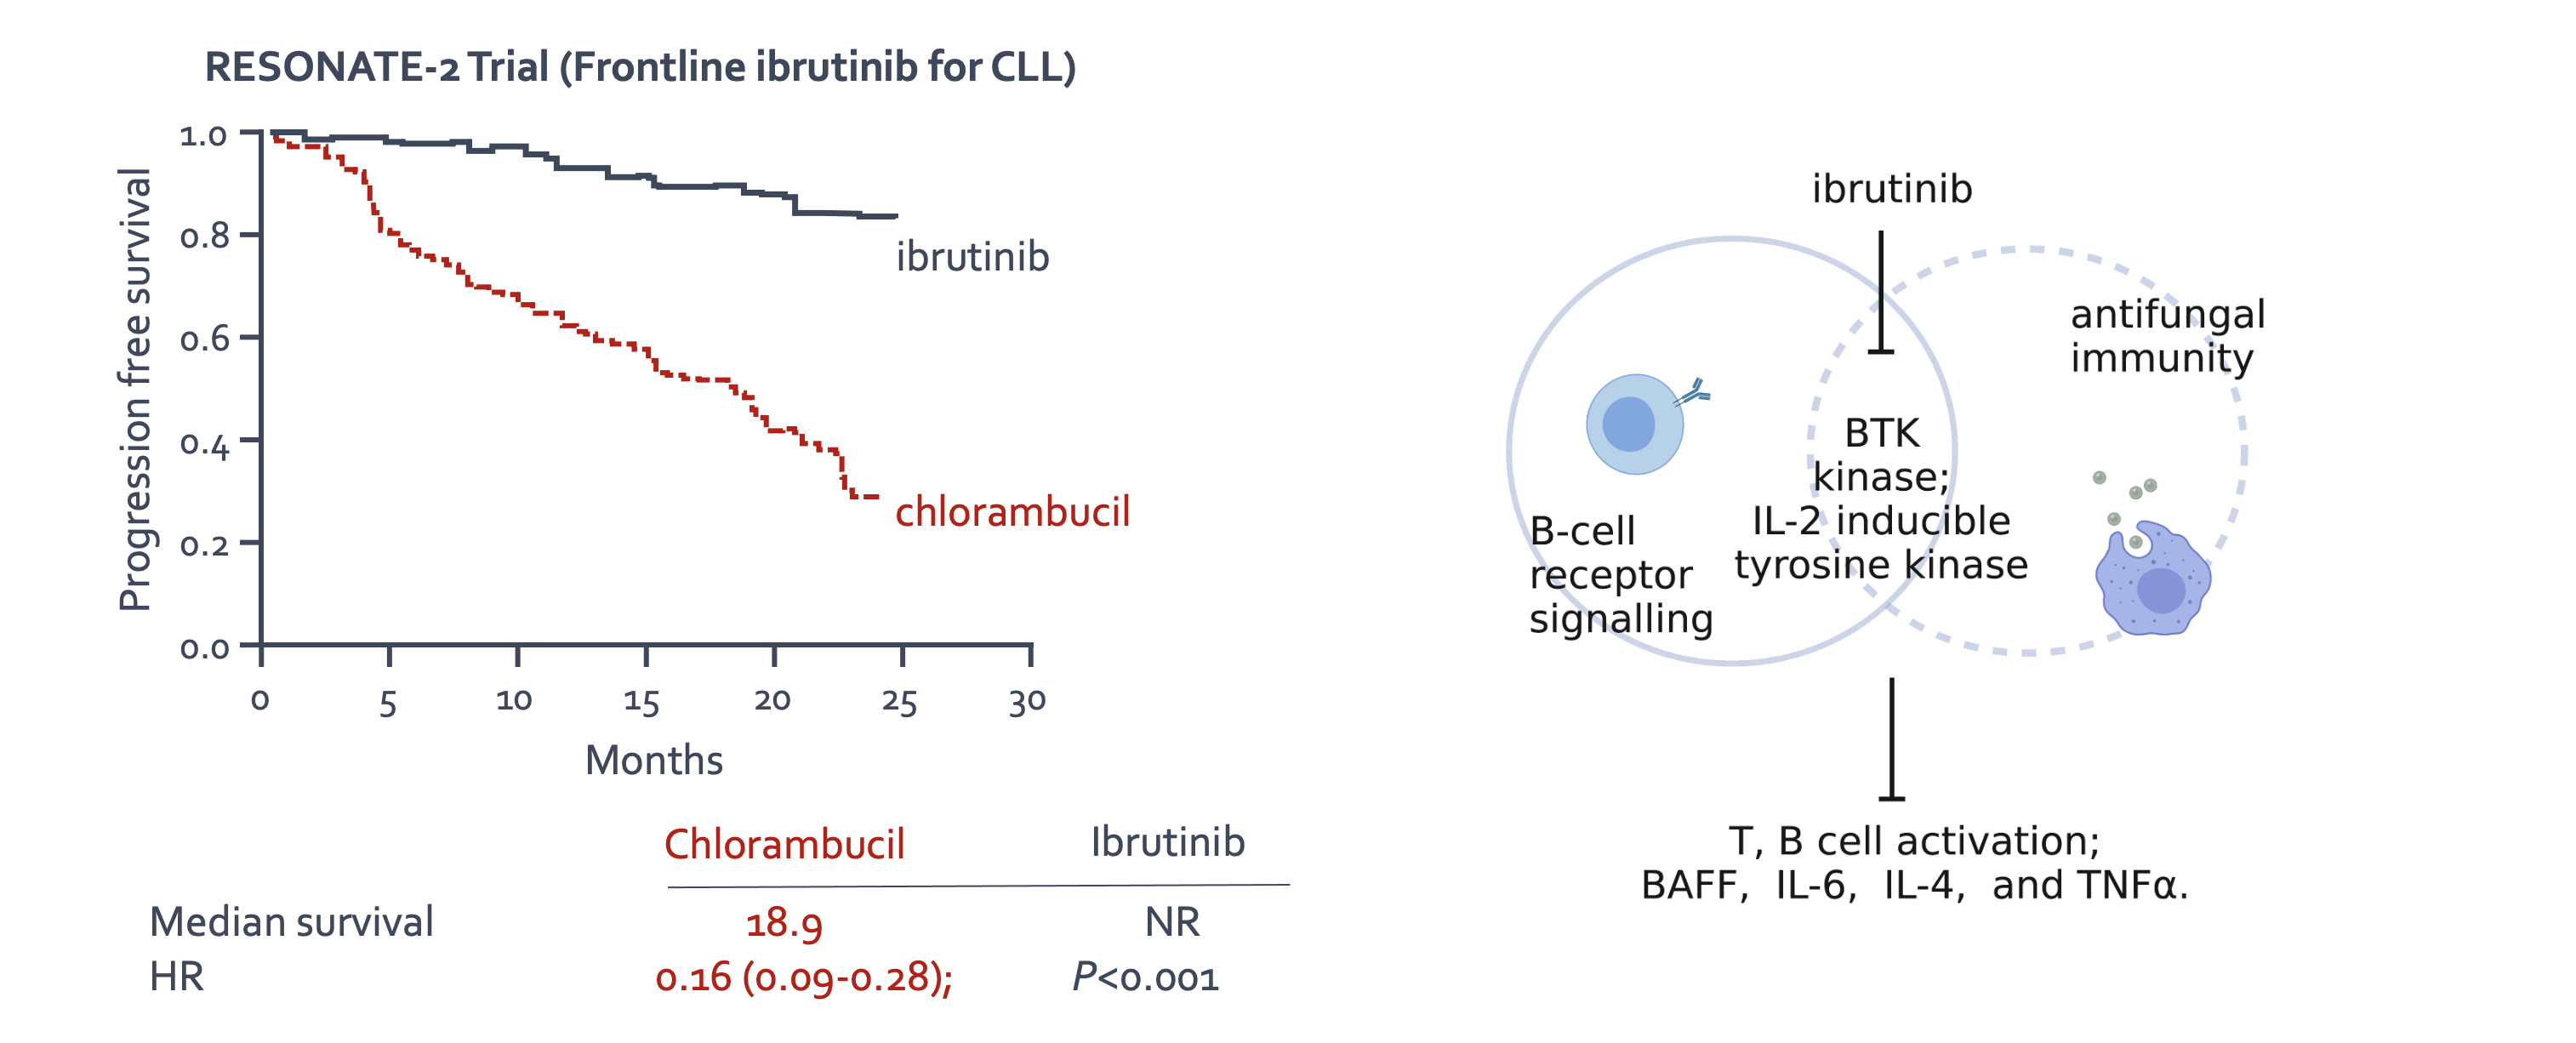 RESONATE-2 Trial (Frontline ibrutinib for CLL)
Progression free survival
1.0
0.8
0.6
0.4
0.2
0.0
0 5 10 15 20 25 30
Months
ibrutinib
chlorambucil
Chlorambucil Ibrutinib
Median survival 18.9 NR
HR 0.16 (0.09-0.28); P<0.001
ibrutinib
antifungal
immunity
BTK
kinase;
IL-2 inducible
tyrosine kinase
B-cell
receptor
signalling
T, B cell activation;
BAFF, IL-6, IL-4, and TNFα.